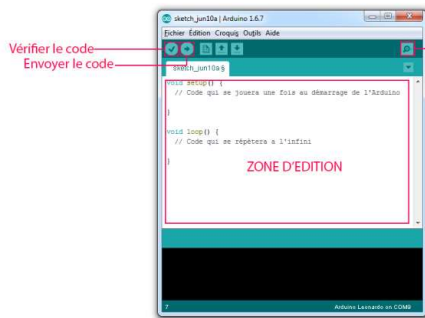 sketch_jun10a | Arduino 1.6.7
Fichier Édition Croquis Outils Aide
Vérifier le code
Envoyer le code
sketch_jun10a §
void setup() {
// Code qui se jouera une fois au démarrage de l'Arduino
}
void loop() {
// Code qui se répètera a l'infini
}
ZONE D'EDITION
7
Arduino Leonardo on COM9